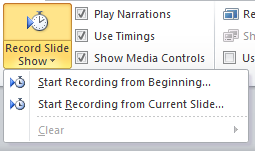 Record Slide
Show
Play Narrations
Use Timings
Show Media Controls
Start Recording from Beginning...
Start Recording from Current Slide...
Clear